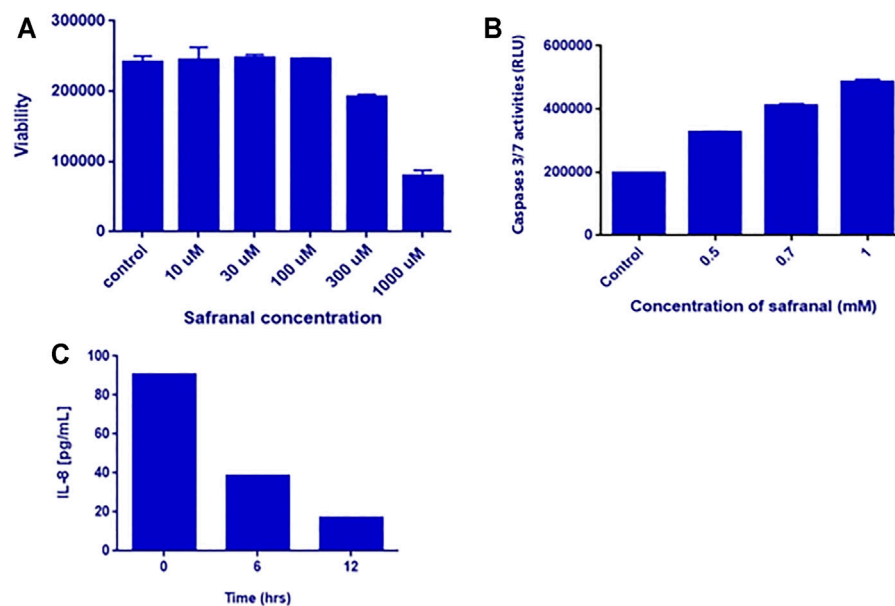 A
300000
200000
100000
0
Viability
control
10 uM
30 uM
100 uM
300 uM
1000 uM
Safranal concentration
B
600000
400000
200000
0
Caspases 3/7 activities (RLU)
Control
0.5
0.7
1
Concentration of safranal (mM)
C
100
80
60
40
20
0
IL-8 [pg/mL]
0
6
12
Time (hrs)